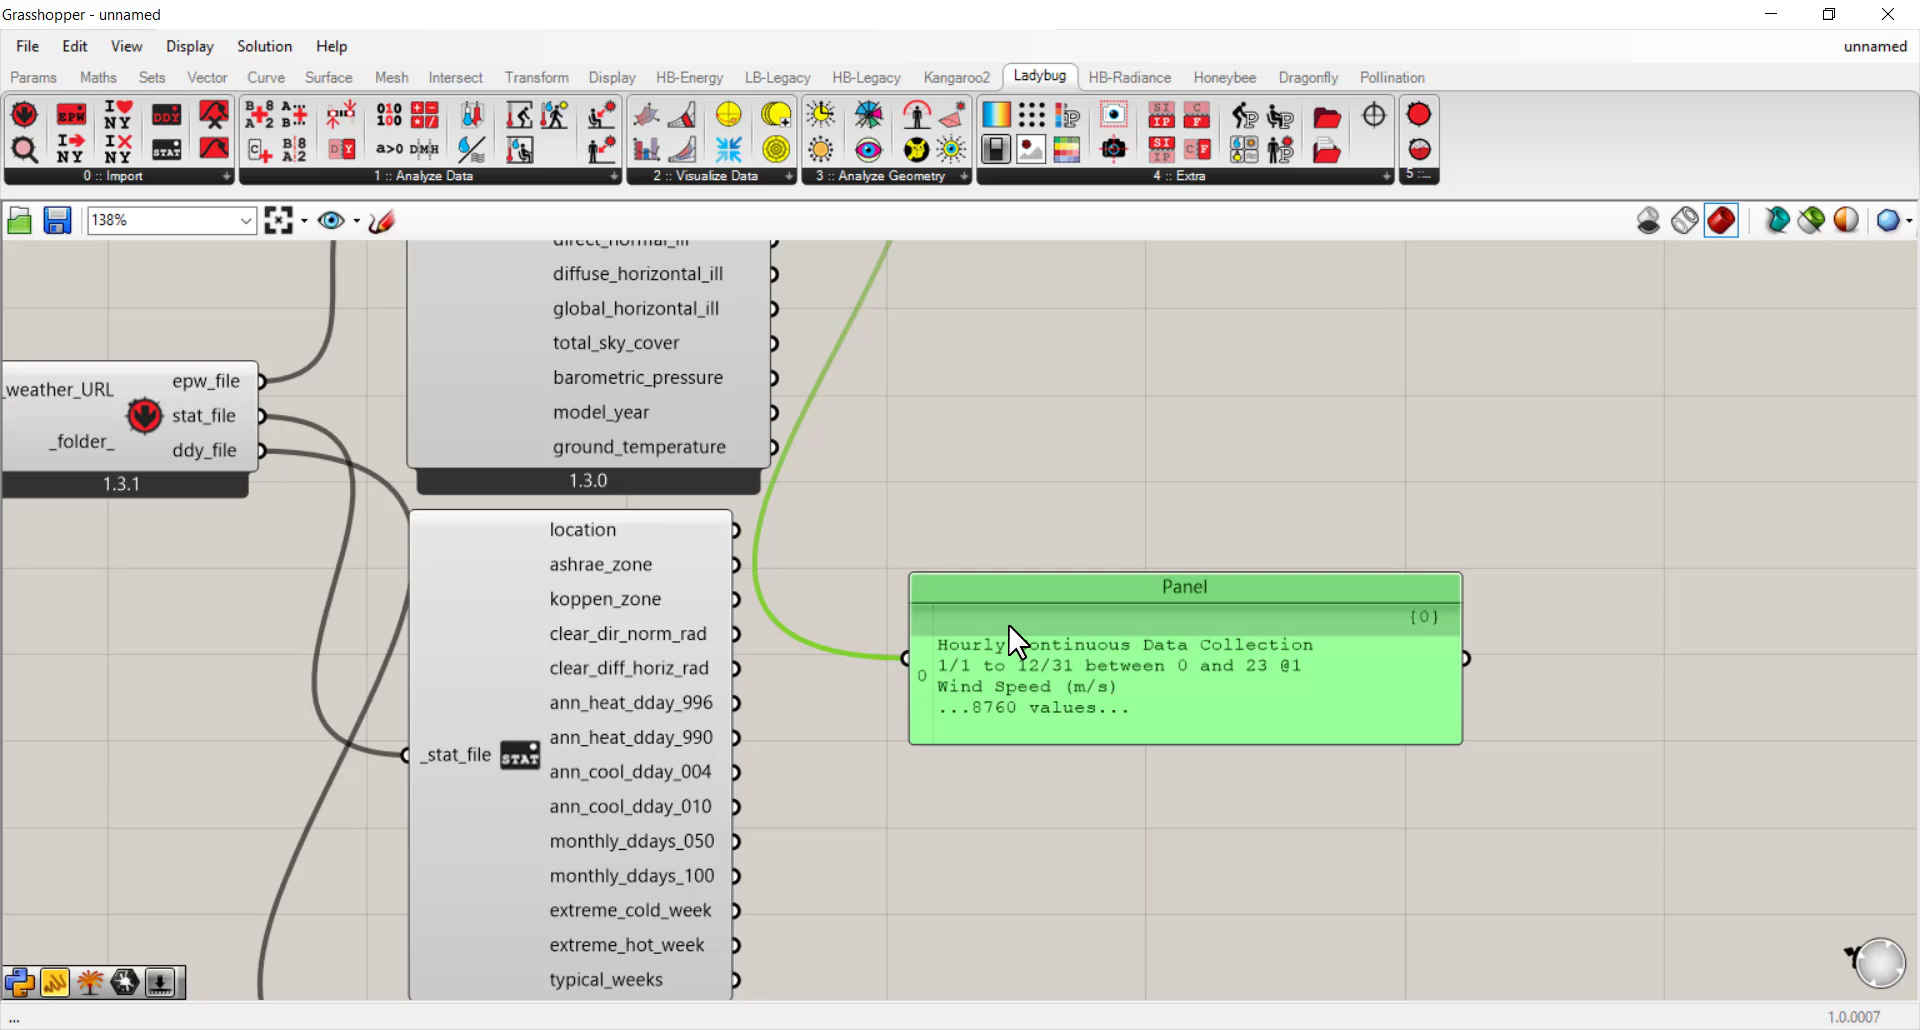 Grasshopper - unnamed
File Edit View Display Solution Help unnamed
Params Maths Sets Vector Curve Surface Mesh Intersect Transform Display HB-Energy LB-Legacy HB-Legacy Kangaroo2 Ladybug HB-Radiance Honeybee Dragonfly Pollination
0 :: Import
1 :: Analyze Data
2 :: Visualize Data
3 :: Analyze Geometry
4 :: Extra
5 ::...
138%
diffuse_horizontal_ill
global_horizontal_ill
total_sky_cover
barometric_pressure
model_year
ground_temperature
1.3.0
_weather_URL
_folder_
epw_file
stat_file
ddy_file
1.3.1
_stat_file
STAT
location
ashrae_zone
koppen_zone
clear_dir_norm_rad
clear_diff_horiz_rad
ann_heat_dday_996
ann_heat_dday_990
ann_cool_dday_004
ann_cool_dday_010
monthly_ddays_050
monthly_ddays_100
extreme_cold_week
extreme_hot_week
typical_weeks
Panel
{0}
0
Hourly Continuous Data Collection
1/1 to 12/31 between 0 and 23 @1
Wind Speed (m/s)
...8760 values...
...
1.0.0007